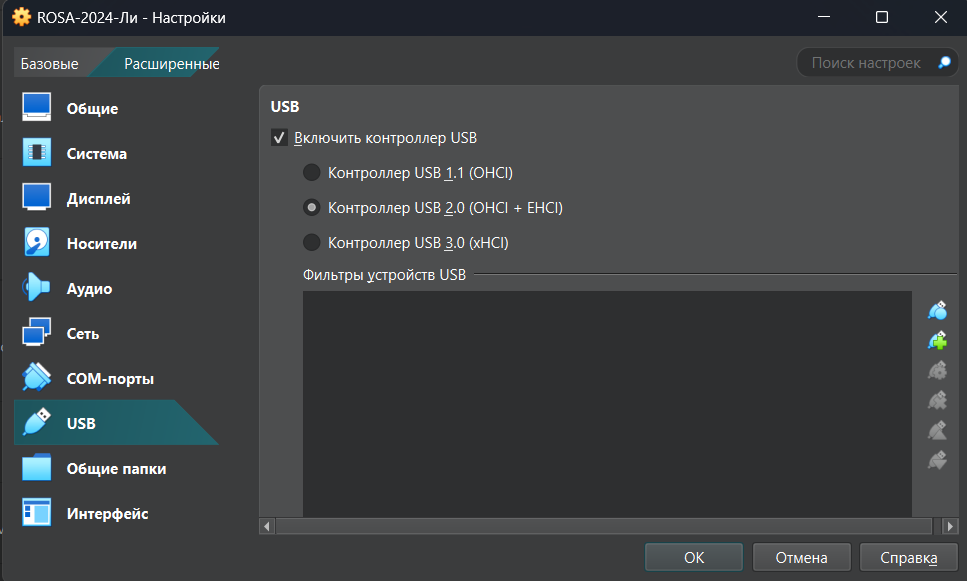 ROSA-2024-Ли - Настройки
Базовые Расширенные
Поиск настроек
Общие
Система
Дисплей
Носители
Аудио
Сеть
COM-порты
USB
Общие папки
Интерфейс
USB
Включить контроллер USB
Контроллер USB 1.1 (OHCI)
Контроллер USB 2.0 (OHCI + EHCI)
Контроллер USB 3.0 (xHCI)
Фильтры устройств USB
OK Отмена Справка